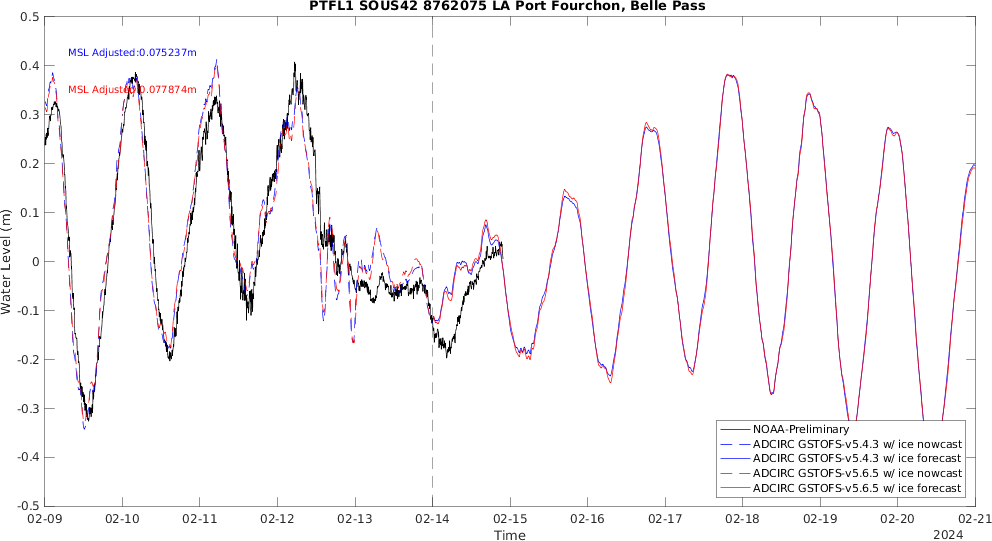 PTFL1 SOUS42 8762075 LA Port Fourchon, Belle Pass
0.5
0.4
0.3
0.2
0.1
0
-0.1
-0.2
-0.3
-0.4
-0.5
Water Level (m)
MSL Adjusted:0.075237m
MSL Adjusted:0.077874m
NOAA-Preliminary
ADCIRC GSTOFS-v5.4.3 w/ ice nowcast
ADCIRC GSTOFS-v5.4.3 w/ ice forecast
ADCIRC GSTOFS-v5.6.5 w/ ice nowcast
ADCIRC GSTOFS-v5.6.5 w/ ice forecast
02-09 02-10 02-11 02-12 02-13 02-14 02-15 02-16 02-17 02-18 02-19 02-20 02-21
Time
2024